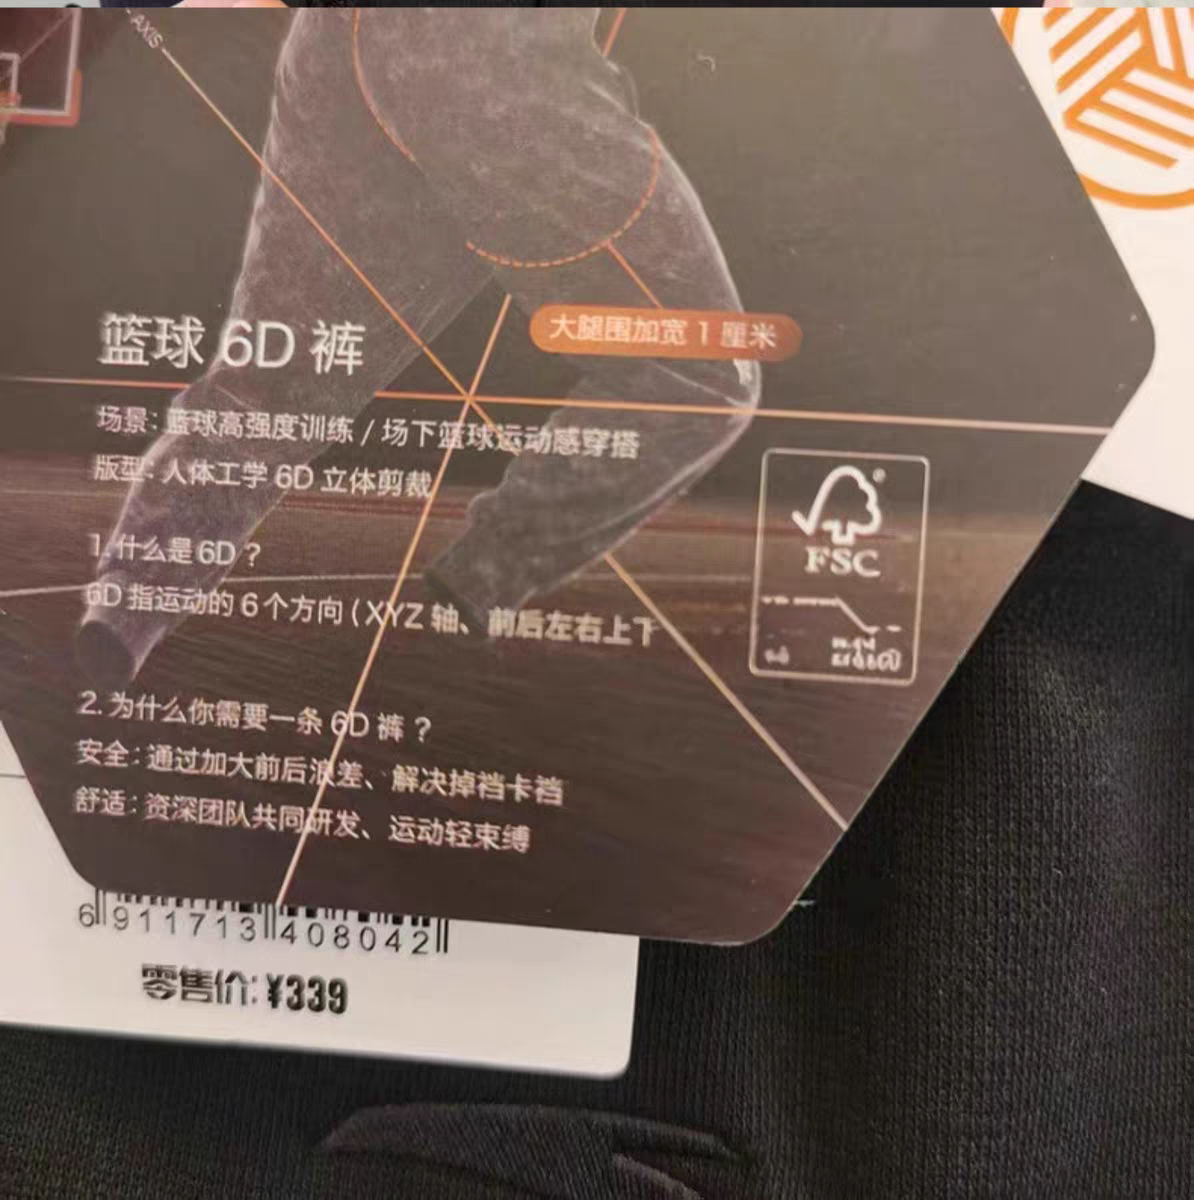 AXIS
篮球 6D 裤
大腿围加宽 1 厘米
场景: 篮球高强度训练 / 场下篮球运动感穿搭
版型: 人体工学 6D 立体剪裁
1.什么是6D ?
6D 指运动的 6 个方向 (XYZ 轴、前后左右上下
2.为什么你需要一条 6D 裤 ?
安全: 通过加大前后浪差、解决掉裆卡裆
舒适: 资深团队共同研发、运动轻束缚
FSC
®
6 911713 408042
零售价: ¥339